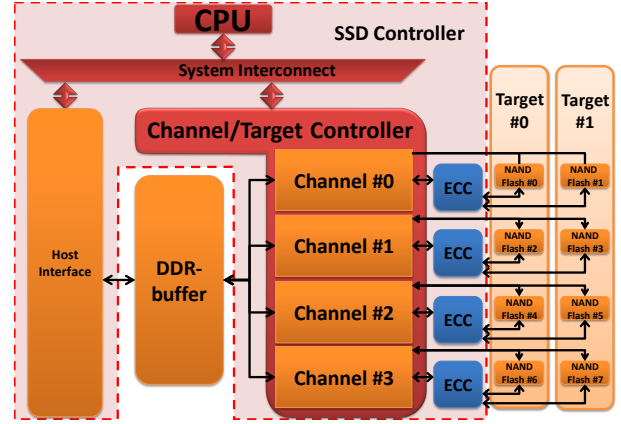 CPU
SSD Controller
System Interconnect
Target
#0
Target
#1
Channel/Target Controller
Channel #0
ECC
NAND
Flash #0
NAND
Flash #1
Channel #1
ECC
NAND
Flash #2
NAND
Flash #3
Host
Interface
DDR-
buffer
Channel #2
ECC
NAND
Flash #4
NAND
Flash #5
Channel #3
ECC
NAND
Flash #6
NAND
Flash #7